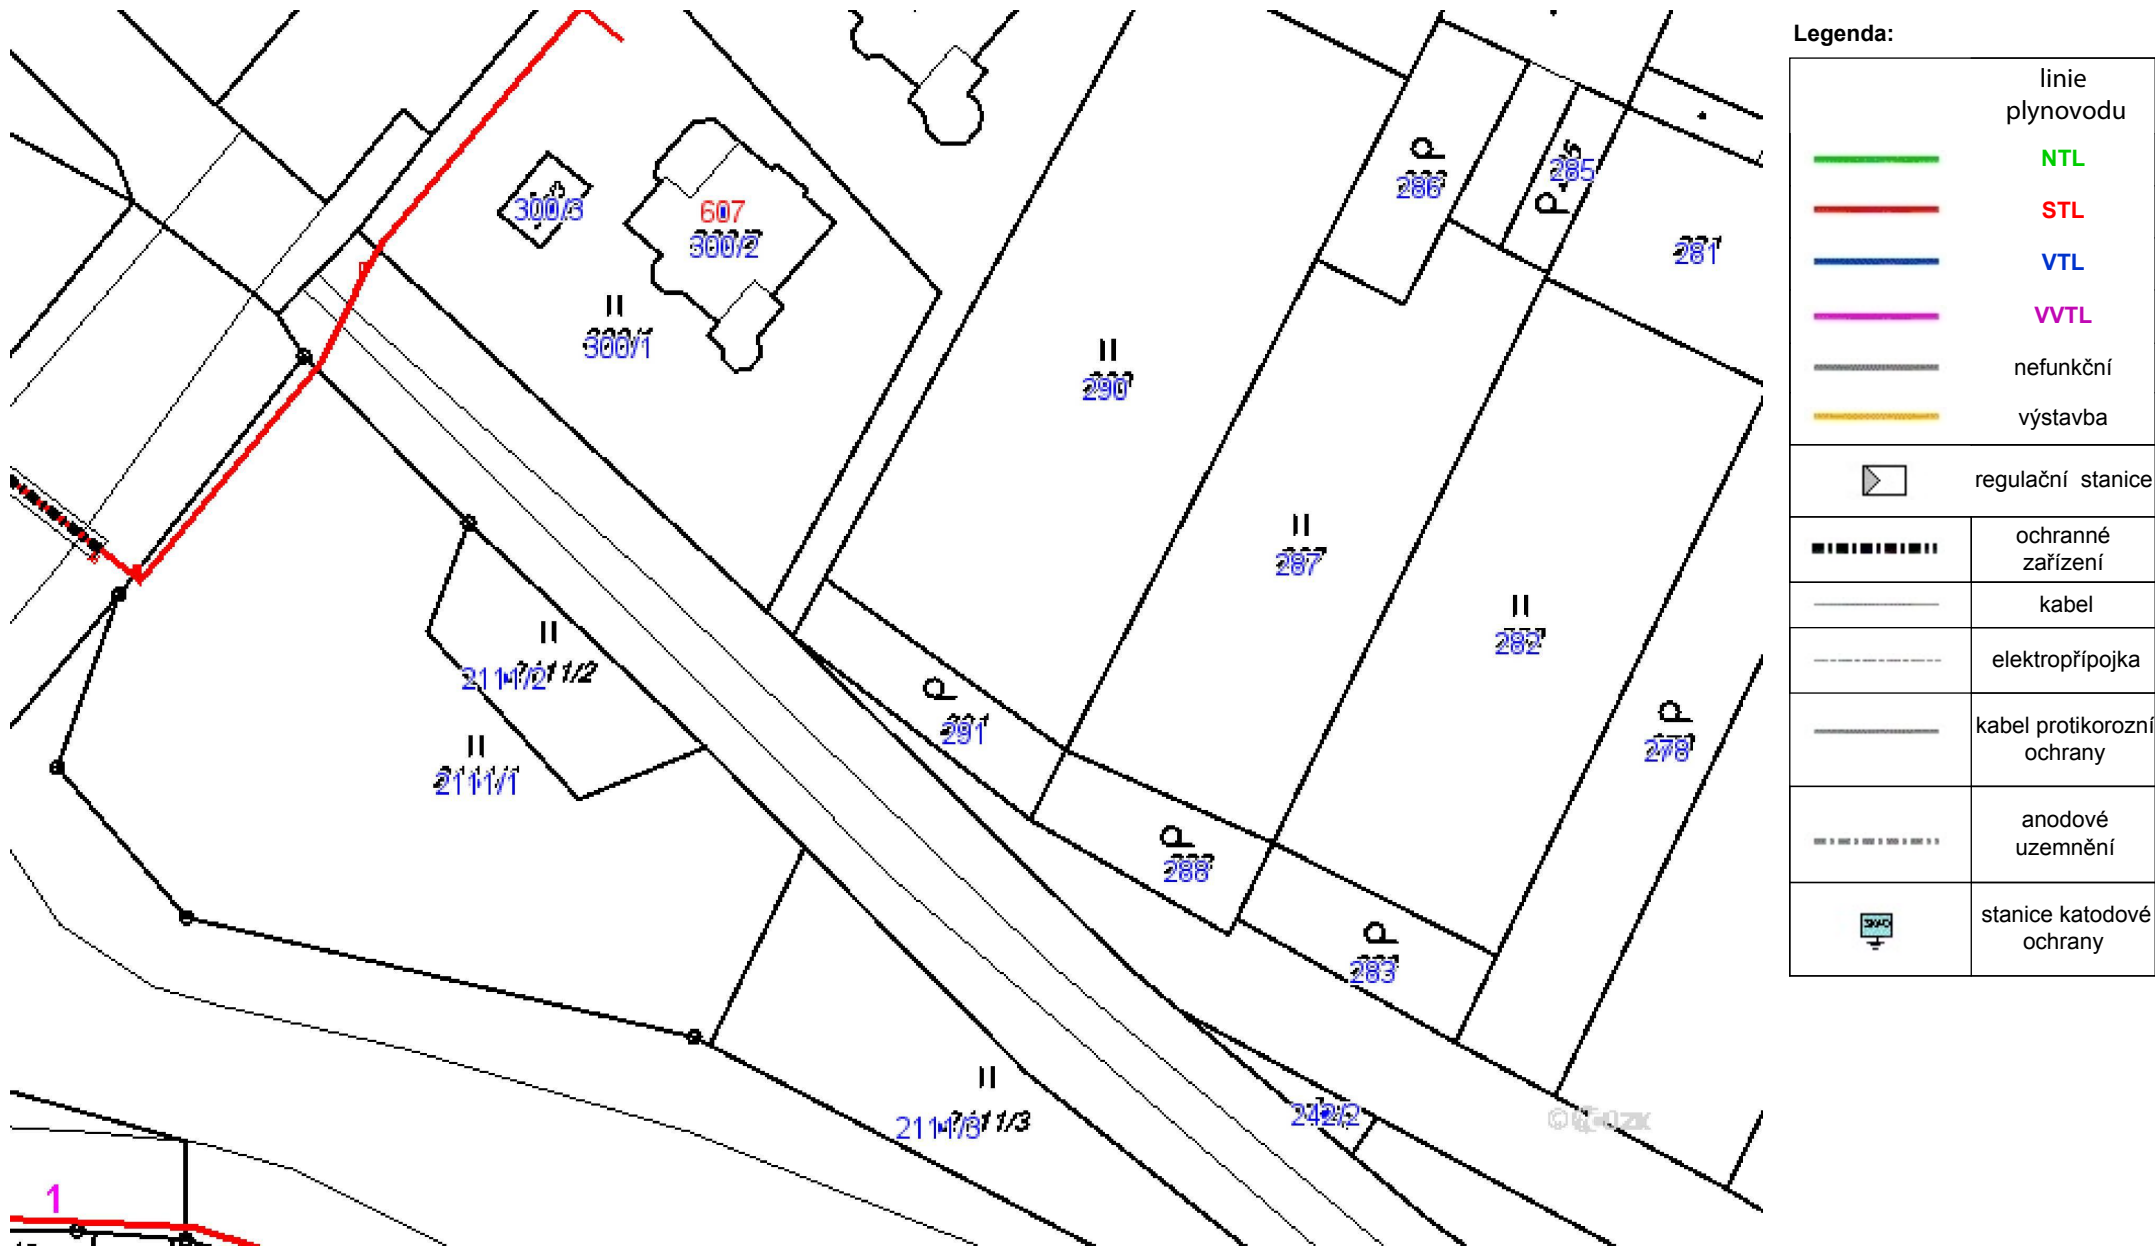 Legenda:
linie
plynovodu
NTL
STL
VTL
VVTL
nefunkční
výstavba
regulační stanice
ochranné
zařízení
kabel
elektropřípojka
kabel protikorozní
ochrany
anodové
uzemnění
stanice katodové
ochrany
300/3
607
300/2
300/1
286
285
281
290
287
282
278
291
288
283
2111/2
2111/1
2111/3
242/2
1